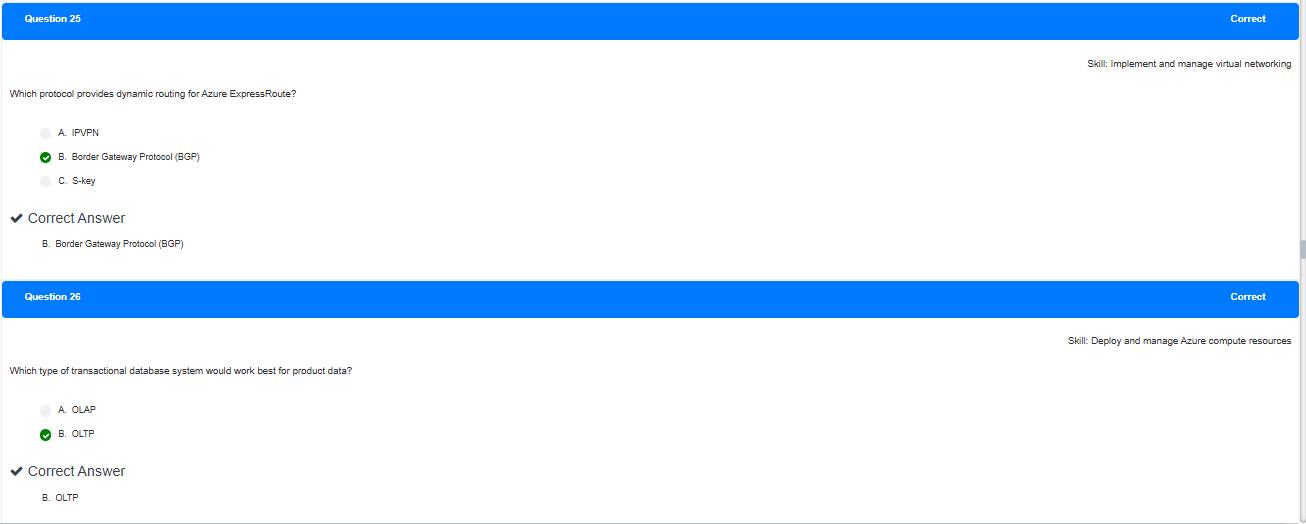 Question 25 Correct
Skill: Implement and manage virtual networking
Which protocol provides dynamic routing for Azure ExpressRoute?
A. IPVPN
B. Border Gateway Protocol (BGP)
C. S-key
Correct Answer
B. Border Gateway Protocol (BGP)
Question 26 Correct
Skill: Deploy and manage Azure compute resources
Which type of transactional database system would work best for product data?
A. OLAP
B. OLTP
Correct Answer
B. OLTP